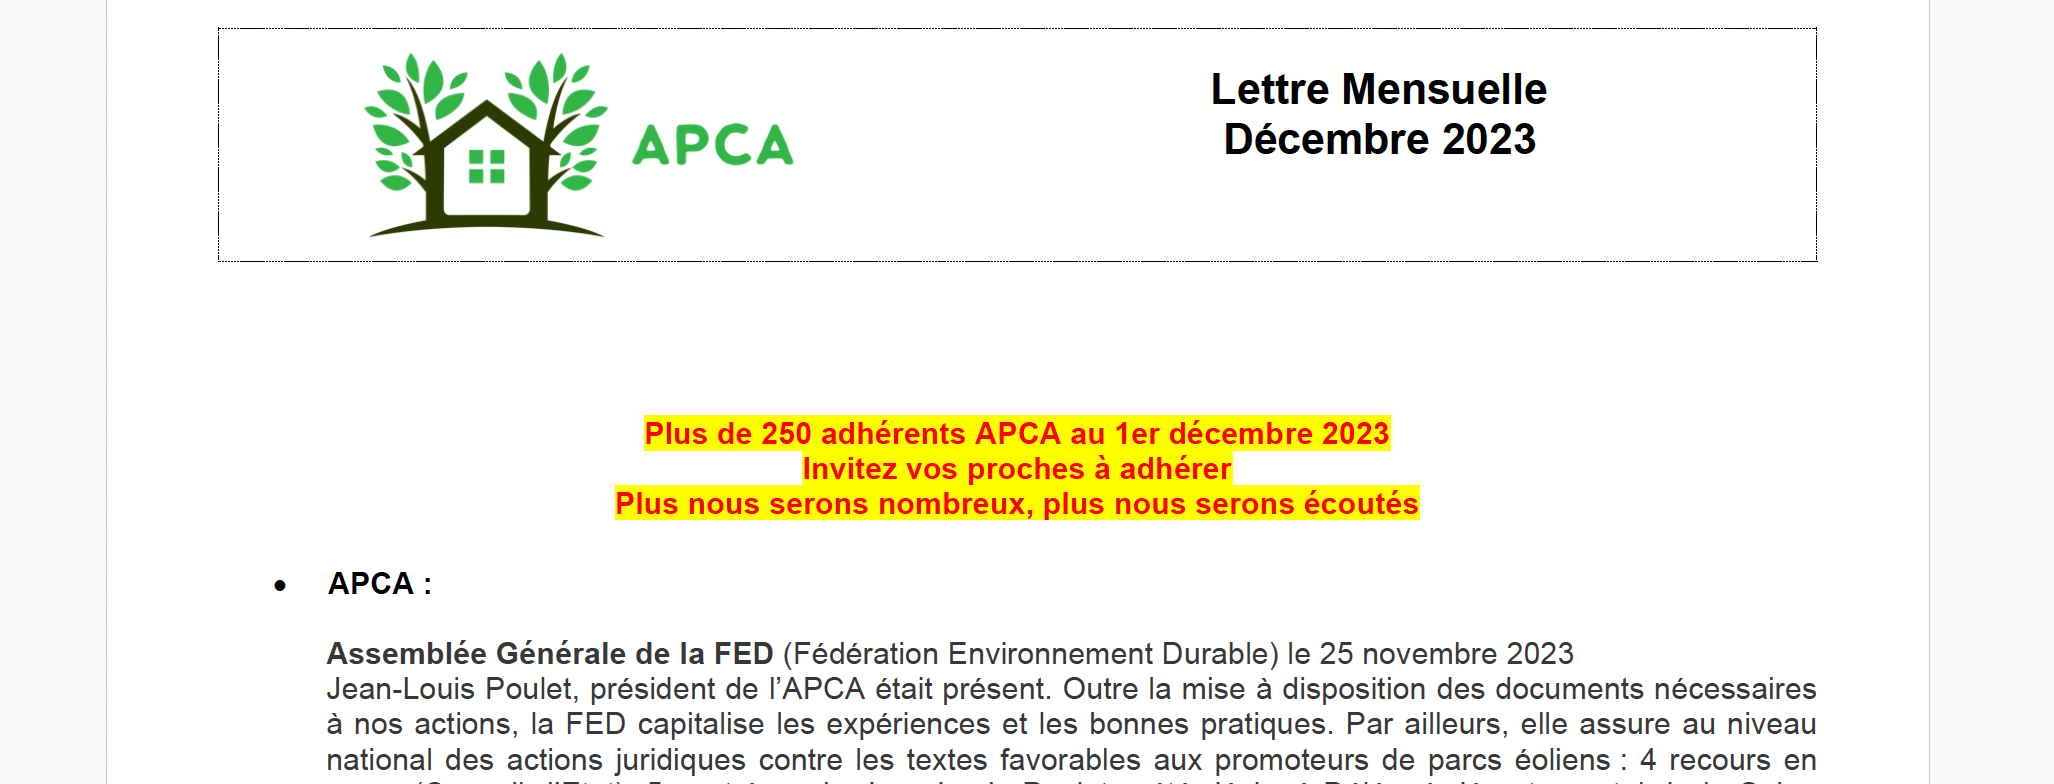 APCA
Lettre Mensuelle
Décembre 2023
Plus de 250 adhérents APCA au 1er décembre 2023
Invitez vos proches à adhérer
Plus nous serons nombreux, plus nous serons écoutés
• APCA :
Assemblée Générale de la FED (Fédération Environnement Durable) le 25 novembre 2023
Jean-Louis Poulet, président de l’APCA était présent. Outre la mise à disposition des documents nécessaires
à nos actions, la FED capitalise les expériences et les bonnes pratiques. Par ailleurs, elle assure au niveau
national des actions juridiques contre les textes favorables aux promoteurs de parcs éoliens : 4 recours en